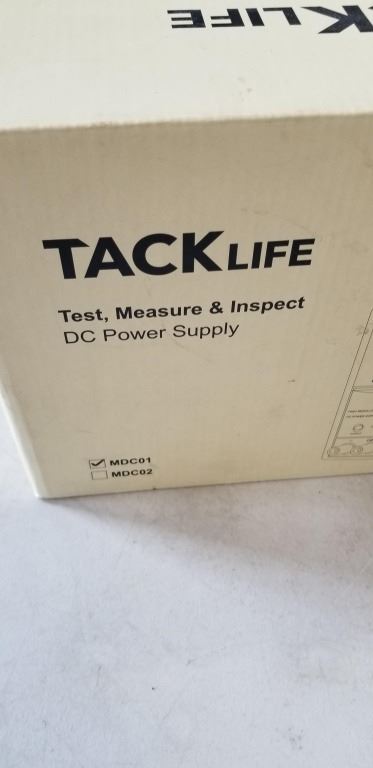 TACKLIFE
TACKLIFE
Test, Measure & Inspect
DC Power Supply
MDC01
MDC02